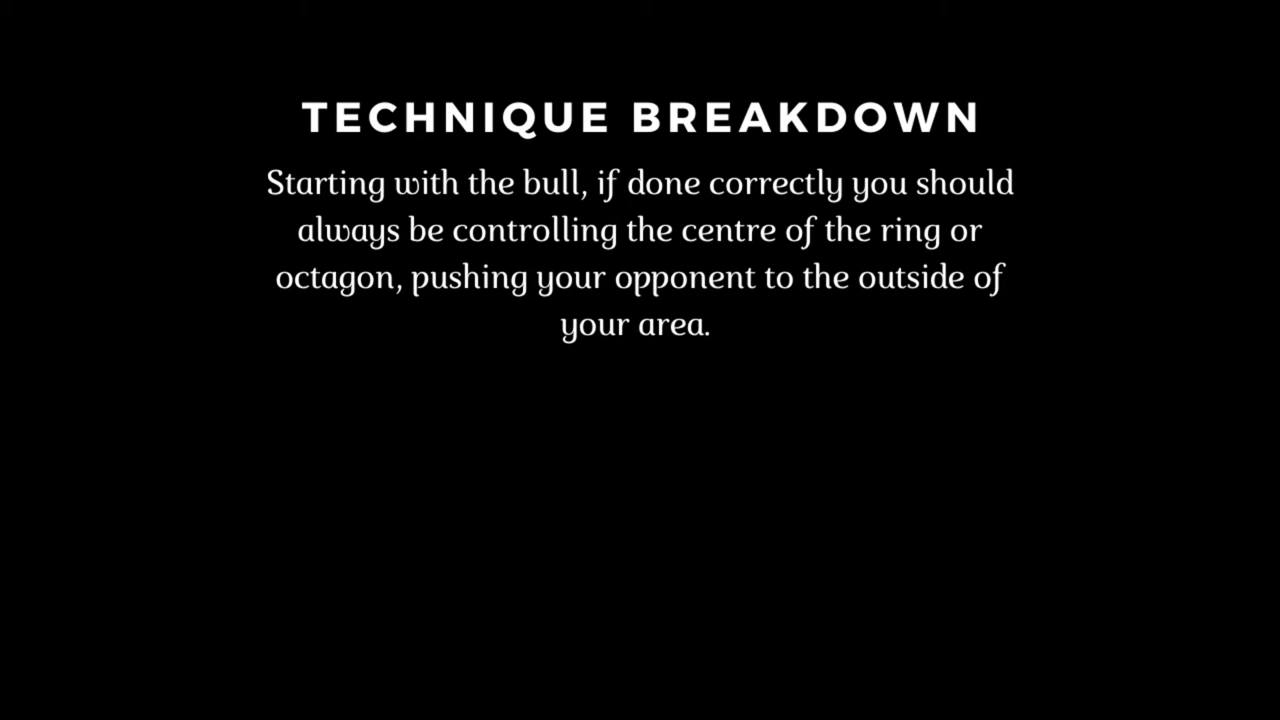 TECHNIQUE BREAKDOWN
Starting with the bull, if done correctly you should
always be controlling the centre of the ring or
octagon, pushing your opponent to the outside of
your area.